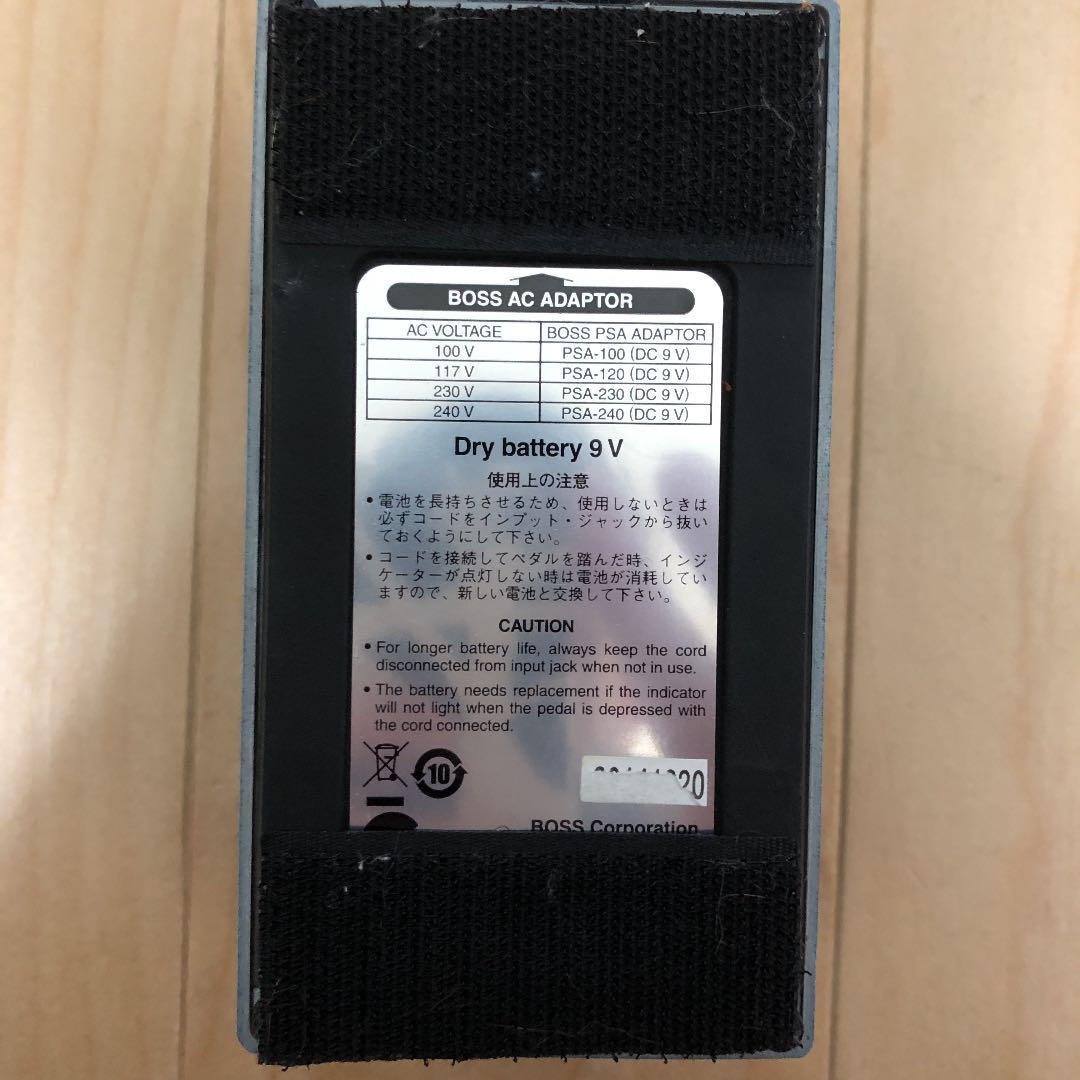 BOSS AC ADAPTOR
AC VOLTAGE BOSS PSA ADAPTOR
100 V PSA-100 (DC 9 V)
117 V PSA-120 (DC 9 V)
230 V PSA-230 (DC 9 V)
240 V PSA-240 (DC 9 V)
Dry battery 9 V
使用上の注意
• 電池を長持ちさせるため、使用しないときは
必ずコードをインプット・ジャックから抜い
ておくようにして下さい。
• コードを接続してペダルを踏んだ時、インジ
ケーターが点灯しない時は電池が消耗してい
ますので、新しい電池と交換して下さい。
CAUTION
• For longer battery life, always keep the cord
disconnected from input jack when not in use.
• The battery needs replacement if the indicator
will not light when the pedal is depressed with
the cord connected.
10
BOSS Corporation